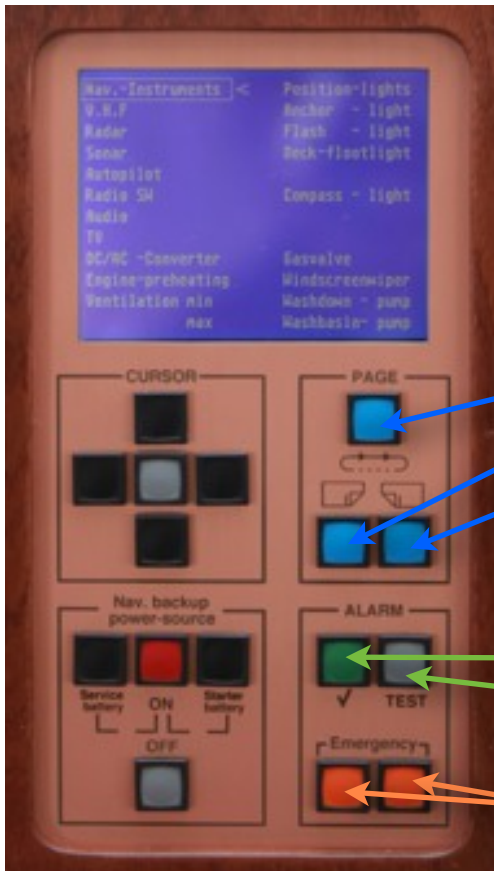 Nav.-Instruments < Position-lights
V.H.F Anchor - light
Radar Flash - light
Sonar Deck-flootlight
Autopilot
Radio SW Compass - light
Audio
TV
DC/AC -Converter Gasvalve
Engine-preheating Windscreenwiper
Ventilation min Washdown - pump
max Washbasin- pump
CURSOR
PAGE
Nav. backup
power-source
Service
battery
ON
Starter
battery
OFF
ALARM
√ TEST
Emergency